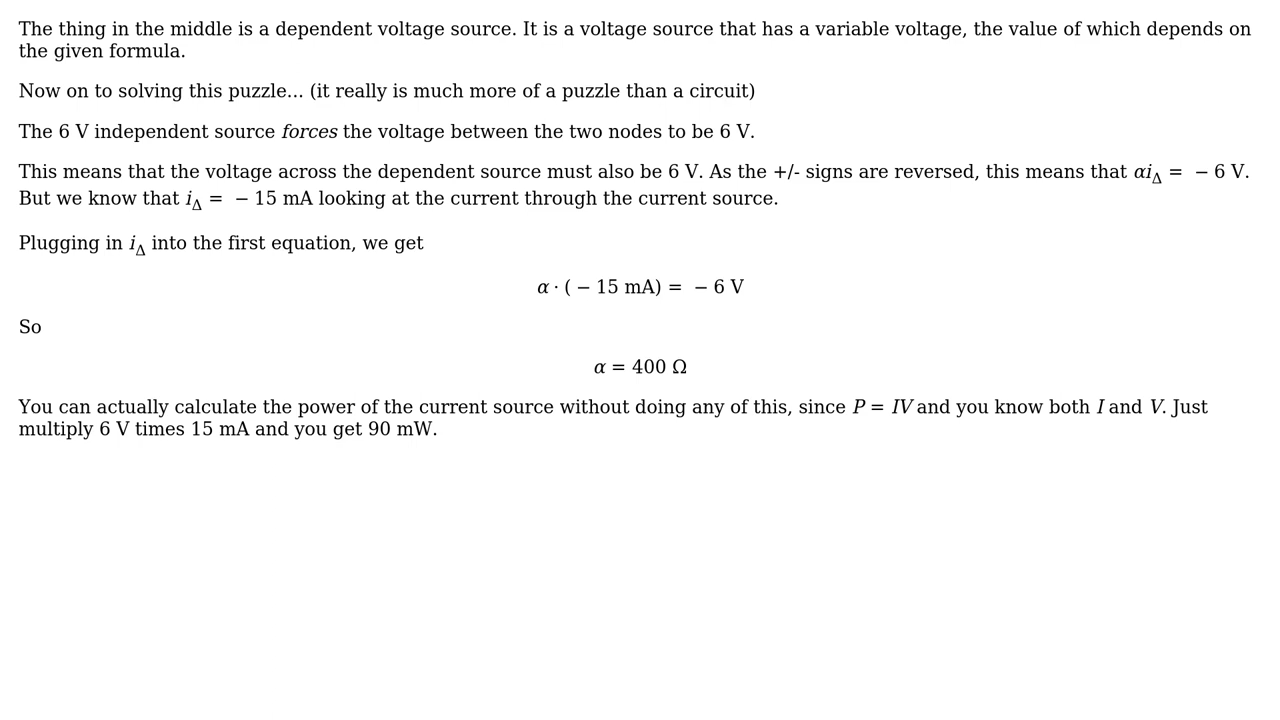 The thing in the middle is a dependent voltage source. It is a voltage source that has a variable voltage, the value of which depends on
the given formula.
Now on to solving this puzzle... (it really is much more of a puzzle than a circuit)
The 6 V independent source forces the voltage between the two nodes to be 6 V.
This means that the voltage across the dependent source must also be 6 V. As the +/- signs are reversed, this means that αi_Δ = − 6 V.
But we know that i_Δ = − 15 mA looking at the current through the current source.
Plugging in i_Δ into the first equation, we get
α · ( − 15 mA) = − 6 V
So
α = 400 Ω
You can actually calculate the power of the current source without doing any of this, since P = IV and you know both I and V. Just
multiply 6 V times 15 mA and you get 90 mW.